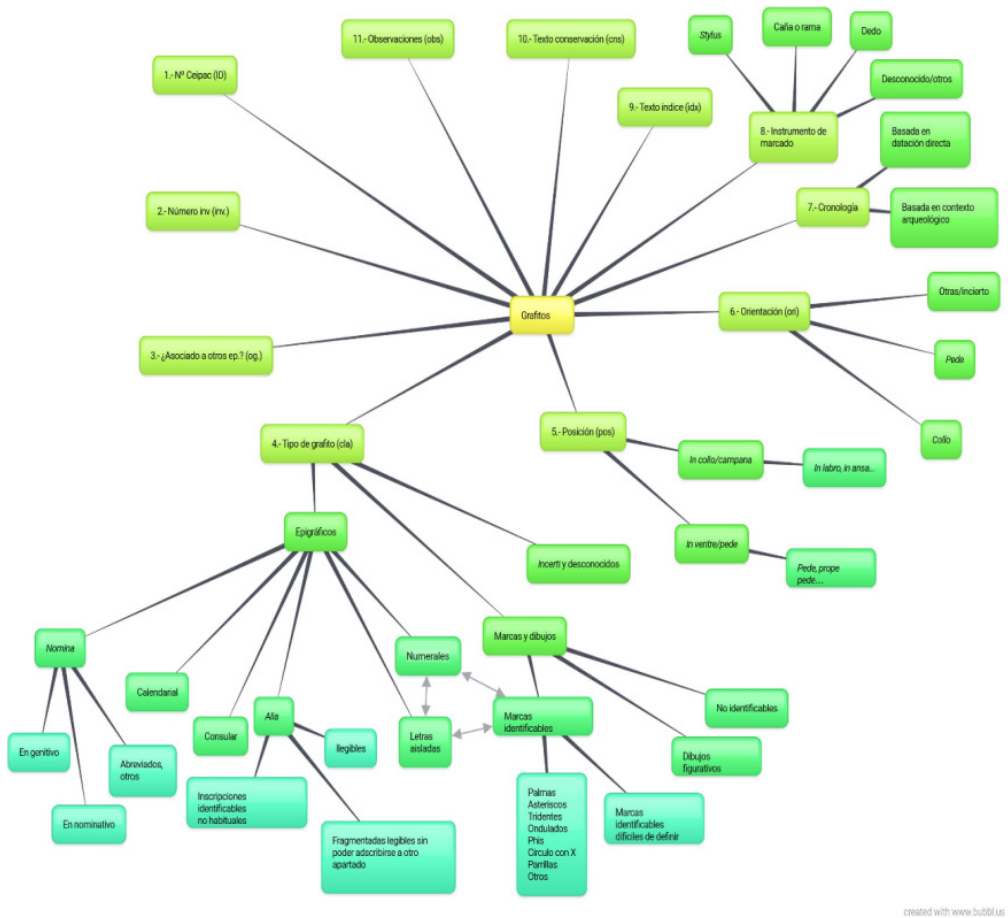 11.- Observaciones (obs)
10.- Texto conservación (cns)
Stylus
Caña o rama
Dedo
1.- Nº Ceipac (ID)
Desconocido/otros
9.- Texto índice (idx)
8.- Instrumento de
marcado
Basada en
datación directa
2.- Número inv (inv.)
7.- Cronología
Basada en contexto
arqueológico
Grafitos
6.- Orientación (ori)
Otras/incierto
3.- ¿Asociado a otros ep.? (og.)
Pede
Collo
4.- Tipo de grafito (cla)
5.- Posición (pos)
In collo/campana
In labro, in ansa...
Epigráficos
In ventre/pede
Incerti y desconocidos
Pede, prope
pede....
Nomina
Numerales
Marcas y dibujos
Calendarial
Consular
Alia
Ilegibles
Letras
aisladas
Marcas
identificables
No identificables
En genitivo
Abreviados,
otros
En nominativo
Inscripciones
identificables
no habituales
Fragmentadas legibles sin
poder adscribirse a otro
apartado
Dibujos
figurativos
Palmas
Asteriscos
Tridentes
Ondulados
Phis
Circulo con X
Parrillas
Otros
Marcas
identificables
difíciles de definir
created with www.bubbl.us